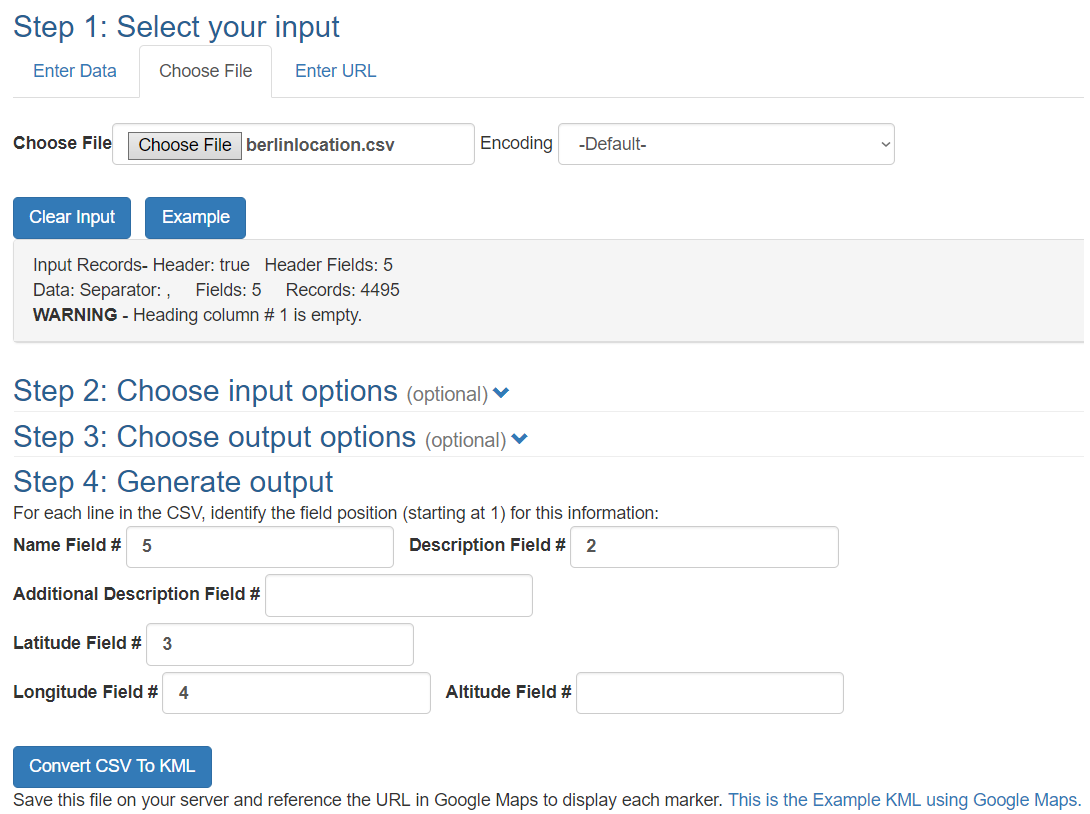 Step 1: Select your input
Enter Data Choose File Enter URL
Choose File Choose File berlinlocation.csv Encoding -Default-
Clear Input Example
Input Records- Header: true Header Fields: 5
Data: Separator: , Fields: 5 Records: 4495
WARNING - Heading column # 1 is empty.
Step 2: Choose input options (optional)
Step 3: Choose output options (optional)
Step 4: Generate output
For each line in the CSV, identify the field position (starting at 1) for this information:
Name Field # 5 Description Field # 2
Additional Description Field #
Latitude Field # 3
Longitude Field # 4 Altitude Field #
Convert CSV To KML
Save this file on your server and reference the URL in Google Maps to display each marker. This is the Example KML using Google Maps.